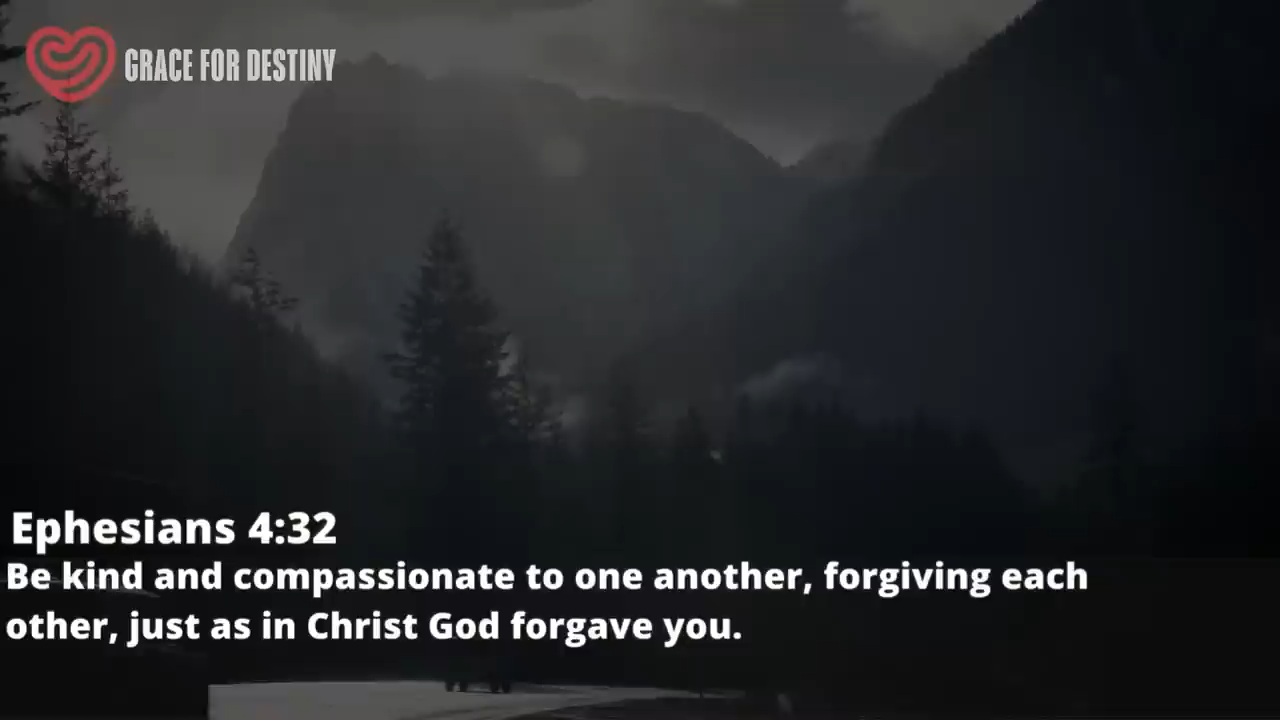 GRACE FOR DESTINY
Ephesians 4:32
Be kind and compassionate to one another, forgiving each
other, just as in Christ God forgave you.